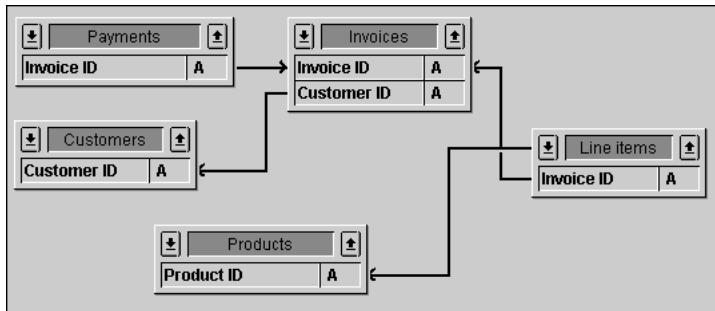 Payments
Invoice ID A
Invoices
Invoice ID A
Customer ID A
Customers
Customer ID A
Line items
Invoice ID A
Products
Product ID A